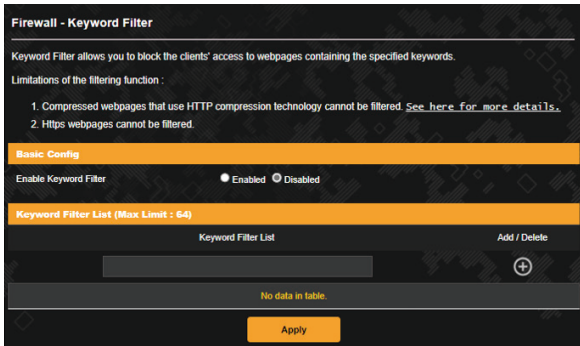 Firewall - Keyword Filter
Keyword Filter allows you to block the clients' access to webpages containing the specified keywords.
Limitations of the filtering function :
1. Compressed webpages that use HTTP compression technology cannot be filtered. See here for more details.
2. Https webpages cannot be filtered.
Basic Config
Enable Keyword Filter Enabled Disabled
Keyword Filter List (Max Limit : 64)
Keyword Filter List Add / Delete
No data in table.
Apply